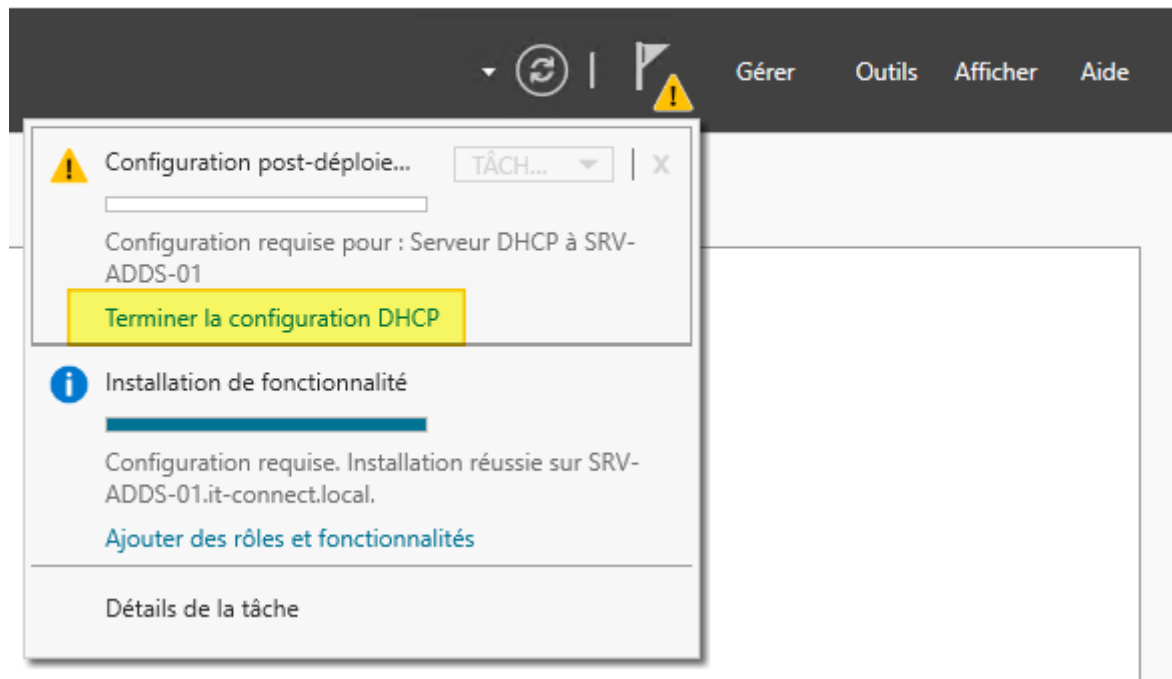 Gérer Outils Afficher Aide
Configuration post-déploie... TÂCH... X
Configuration requise pour : Serveur DHCP à SRV-
ADDS-01
Terminer la configuration DHCP
Installation de fonctionnalité
Configuration requise. Installation réussie sur SRV-
ADDS-01.it-connect.local.
Ajouter des rôles et fonctionnalités
Détails de la tâche